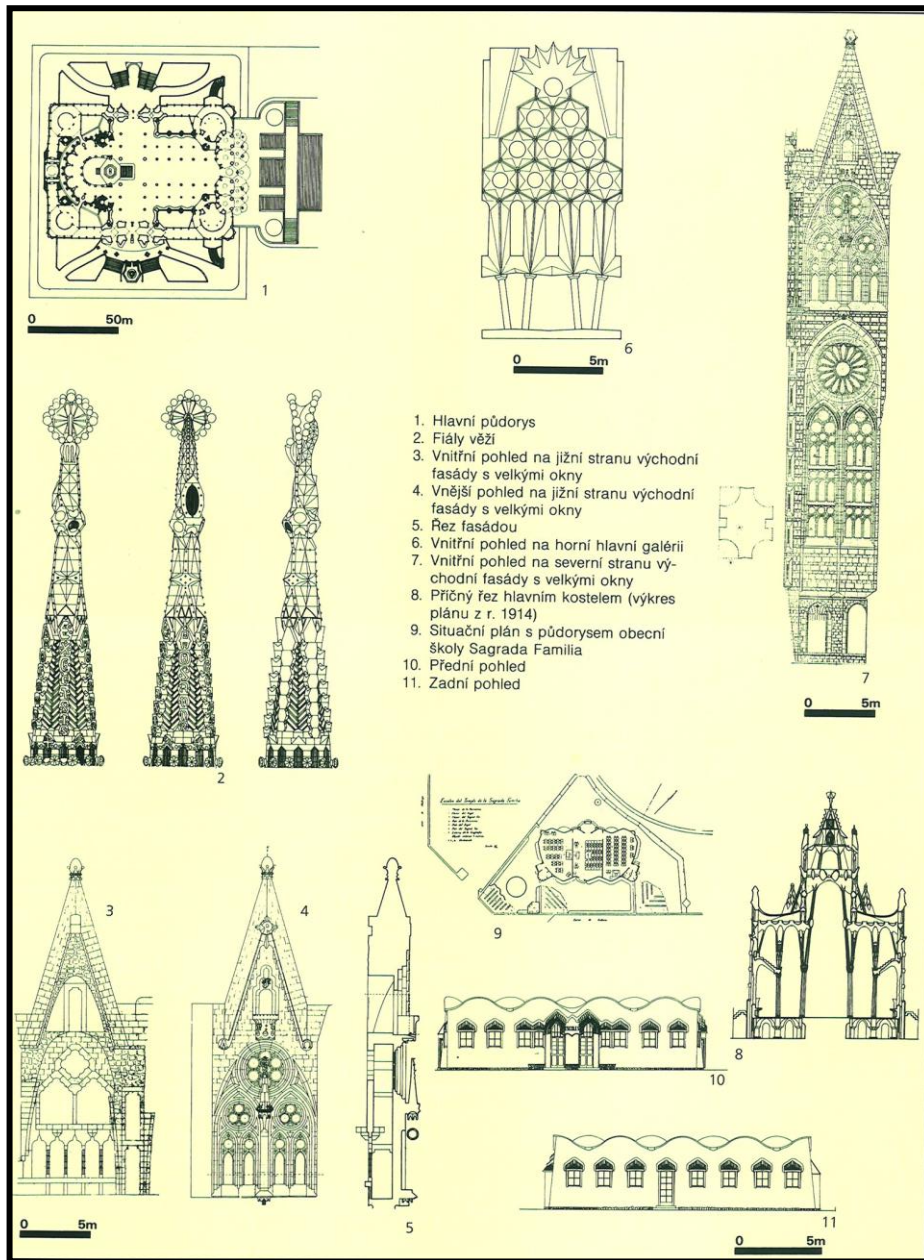 1
0 50m
6
0 5m
1. Hlavní půdorys
2. Fiály věží
3. Vnitřní pohled na jižní stranu východní
fasády s velkými okny
4. Vnější pohled na jižní stranu východní
fasády s velkými okny
5. Řez fasádou
6. Vnitřní pohled na horní hlavní galérii
7. Vnitřní pohled na severní stranu vý-
chodní fasády s velkými okny
8. Příčný řez hlavním kostelem (výkres
plánu z r. 1914)
9. Situační plán s půdorysem obecní
školy Sagrada Familia
10. Přední pohled
11. Zadní pohled
7
0 5m
2
3
4
9
8
10
5
0 5m
11
0 5m